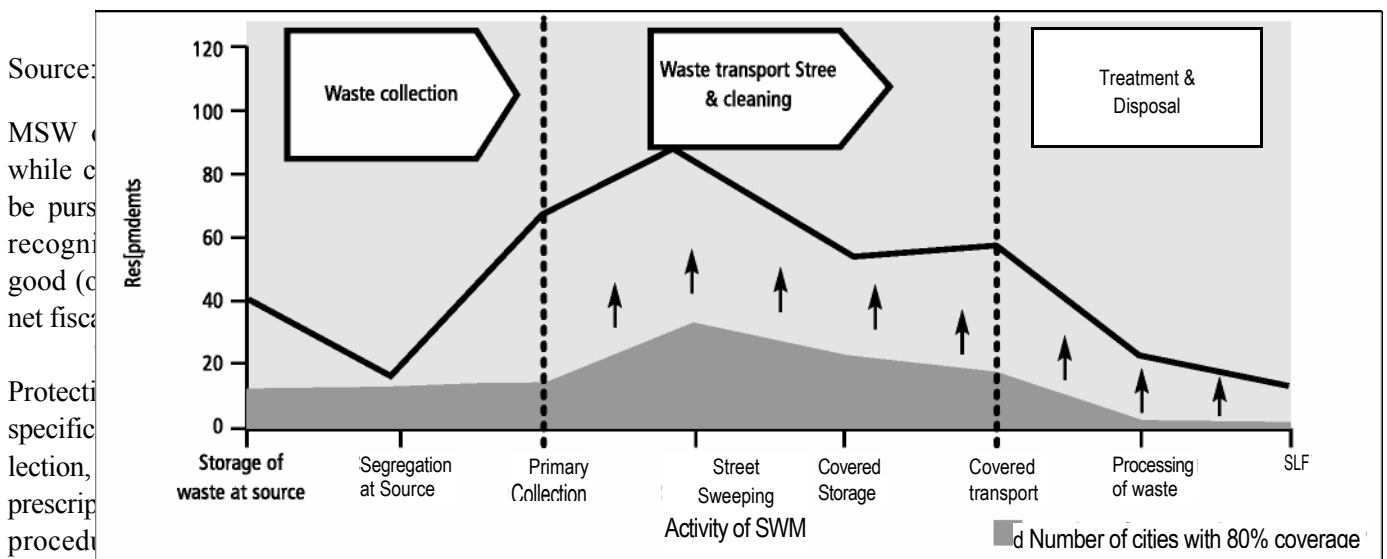 Source:
MSW
while c
be purs
recogni
good (o
net fisca
Protecti
specific
lection,
prescrip
procedu
120
100
80
60
40
20
0
Res[pmdemts
Waste collection
Waste transport Stree
& cleaning
Treatment &
Disposal
Storage of
waste at source
Segregation
at Source
Primary
Collection
Street
Sweeping
Covered
Storage
Covered
transport
Processing
of waste
SLF
Activity of SWM
d Number of cities with 80% coverage